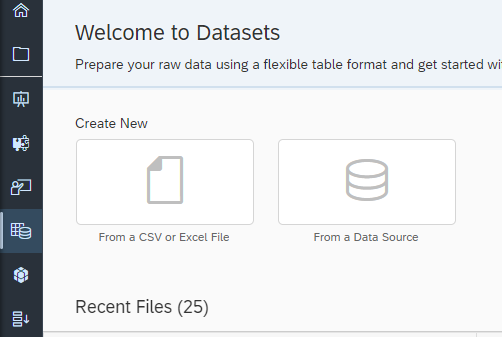 Welcome to Datasets
Prepare your raw data using a flexible table format and get started
Create New
From a CSV or Excel File
From a Data Source
Recent Files (25)